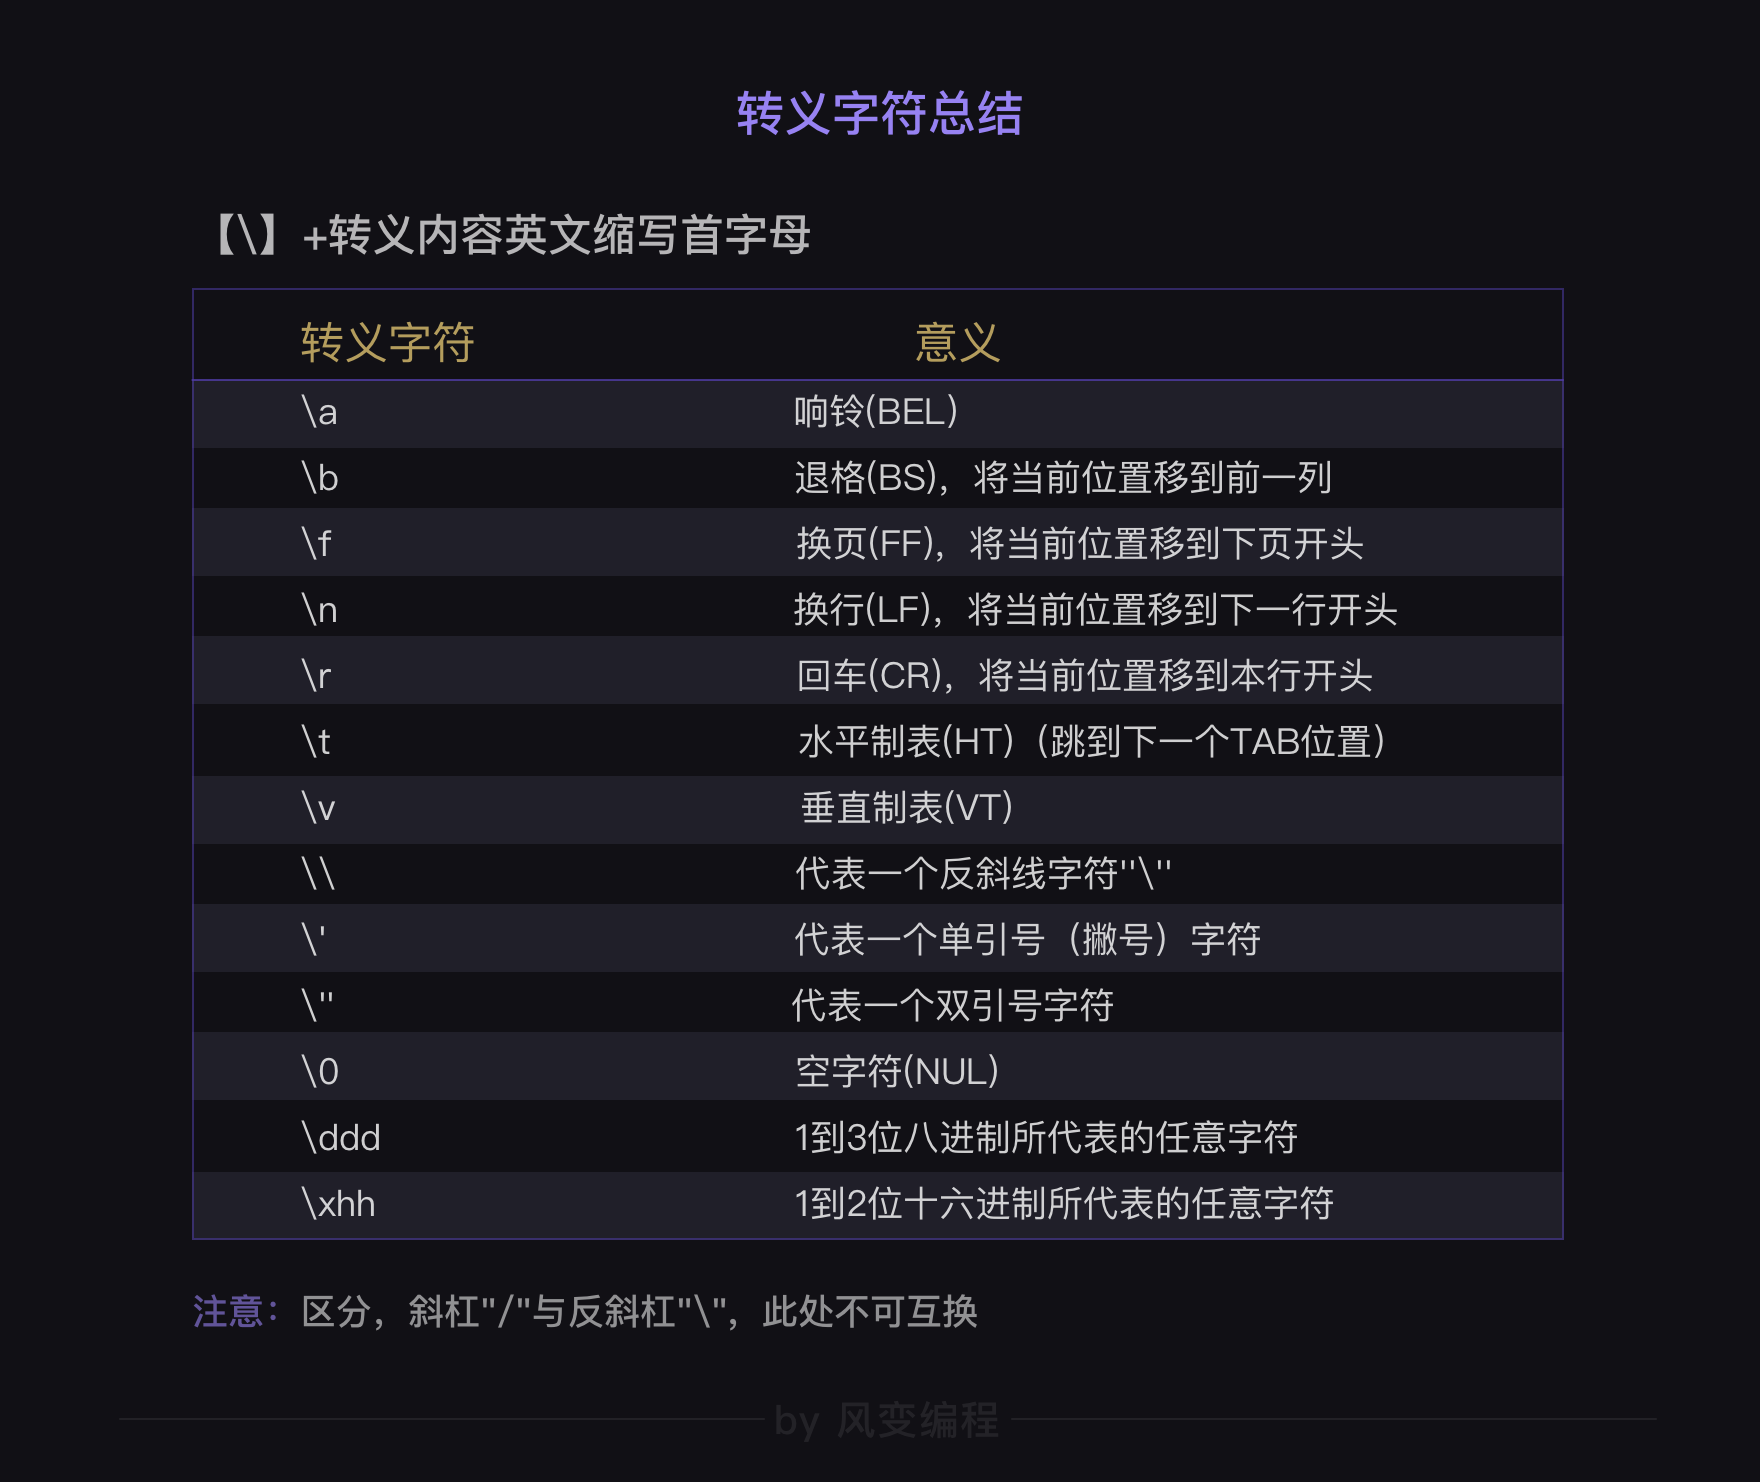 转义字符总结
【\】+转义内容英文缩写首字母
转义字符 意义
\a 响铃(BEL)
\b 退格(BS)，将当前位置移到前一列
\f 换页(FF)，将当前位置移到下页开头
\n 换行(LF)，将当前位置移到下一行开头
\r 回车(CR)，将当前位置移到本行开头
\t 水平制表(HT)（跳到下一个TAB位置）
\v 垂直制表(VT)
\\ 代表一个反斜线字符''\''
\' 代表一个单引号（撇号）字符
\" 代表一个双引号字符
\0 空字符(NUL)
\ddd 1到3位八进制所代表的任意字符
\xhh 1到2位十六进制所代表的任意字符
注意：区分，斜杠"/"与反斜杠"\"，此处不可互换
by 风变编程